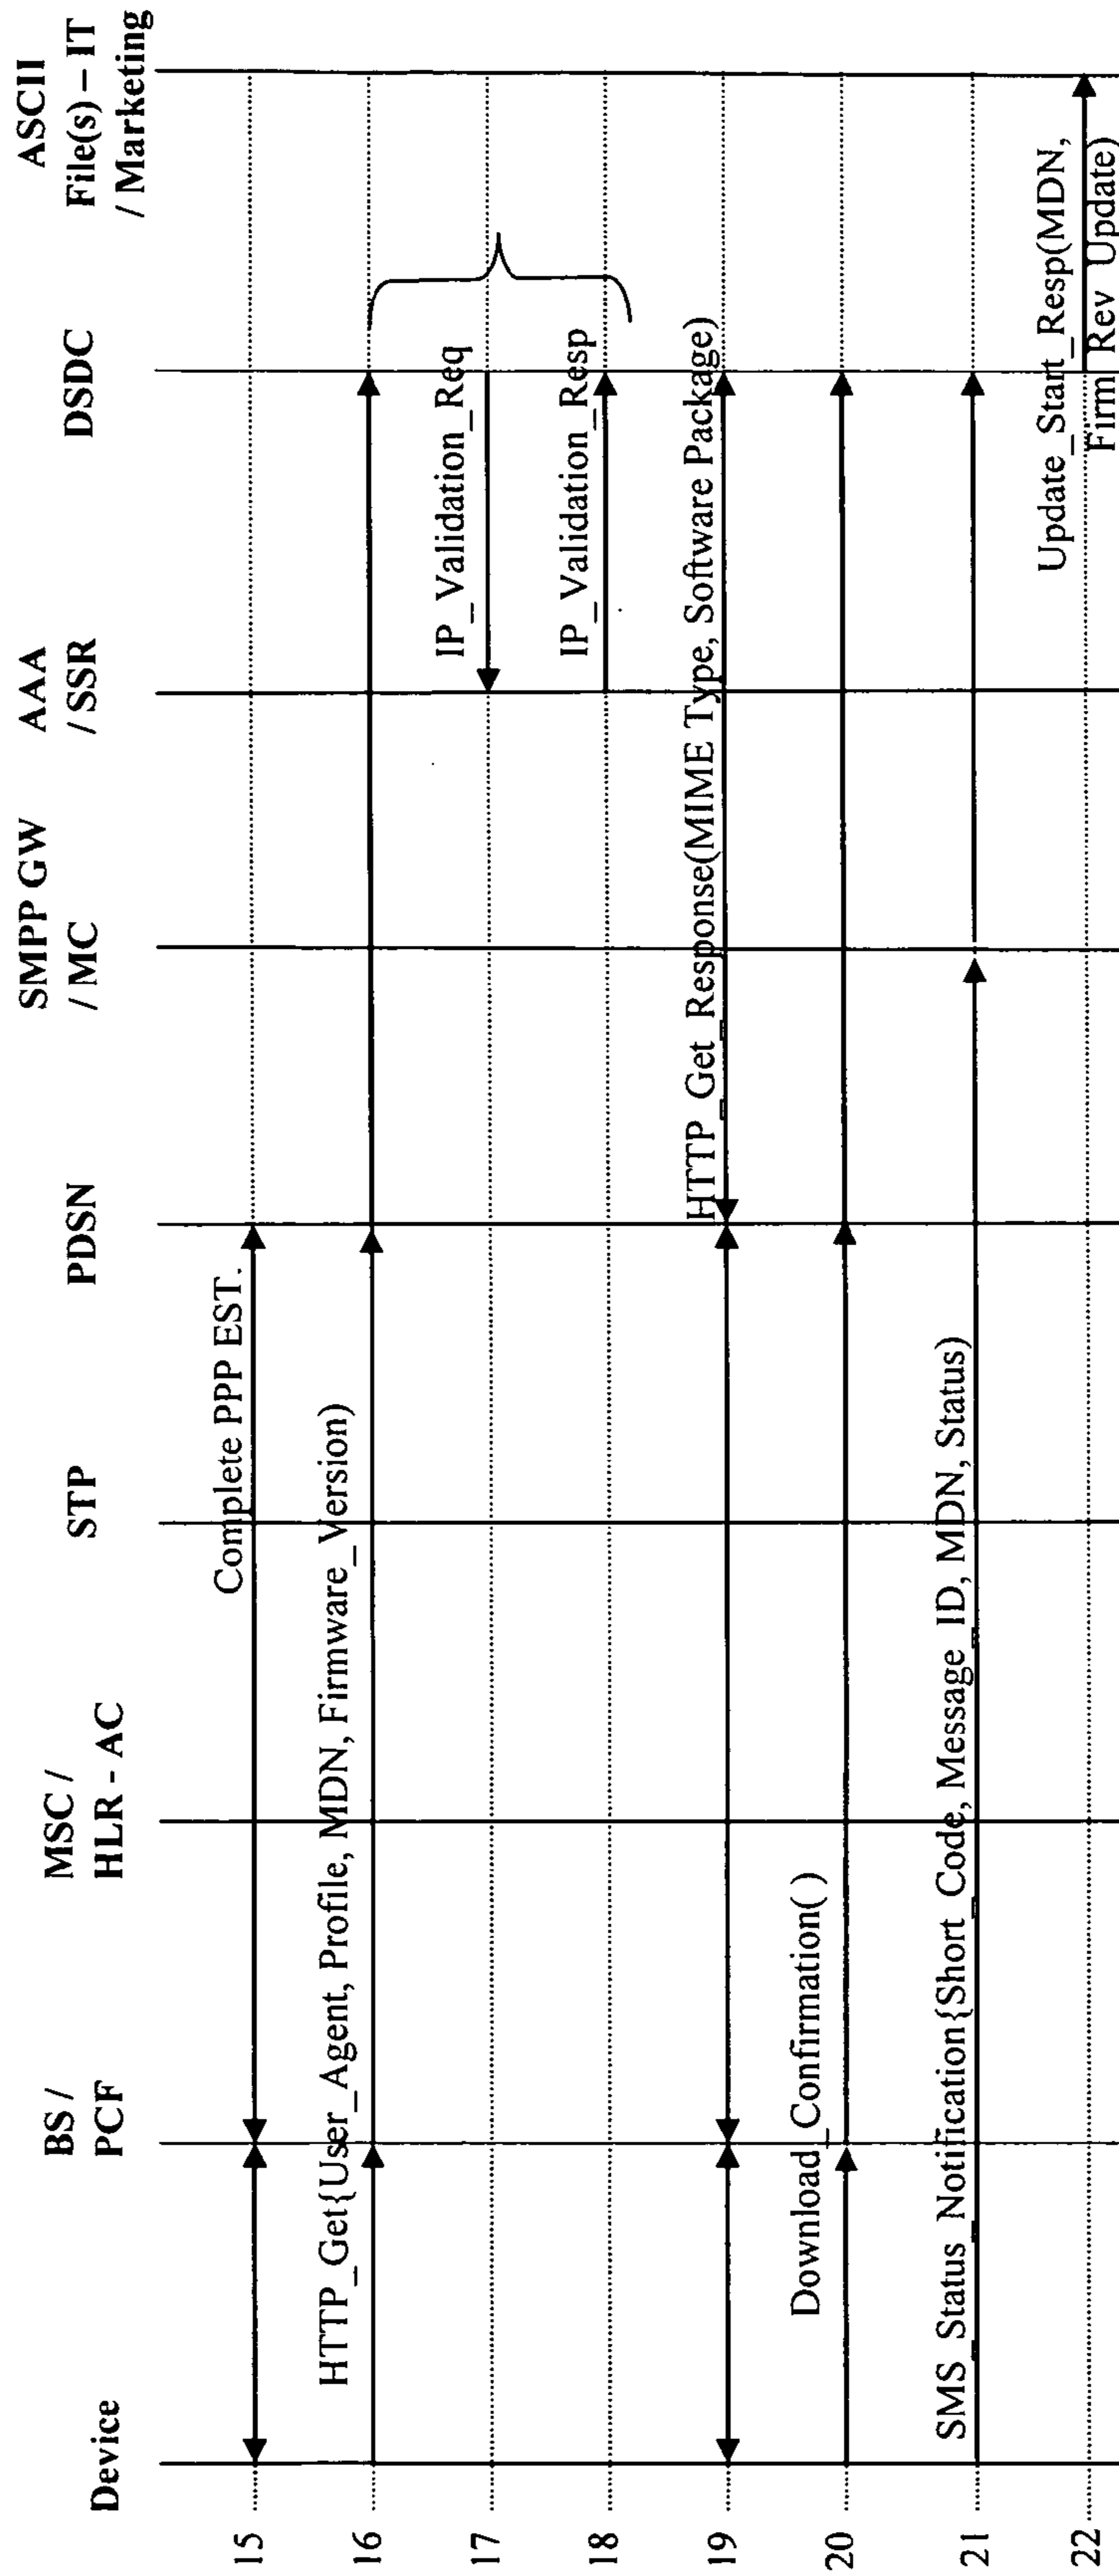 Device
BS /
PCF
MSC /
HLR - AC
STP
PDSN
SMPP GW
/ MC
AAA
/ SSR
DSDC
ASCII
File(s) – IT
/ Marketing
15
Complete PPP EST.
16
HTTP_Get{User_Agent, Profile, MDN, Firmware_Version)
17
IP_Validation_Req
18
IP_Validation_Resp
19
HTTP_Get_Response(MIME Type, Software Package)
20
Download_Confirmation( )
21
SMS_Status_Notification{Short_Code, Message_ID, MDN, Status)
22
Update_Start_Resp(MDN,
Firm_Rev_Update)